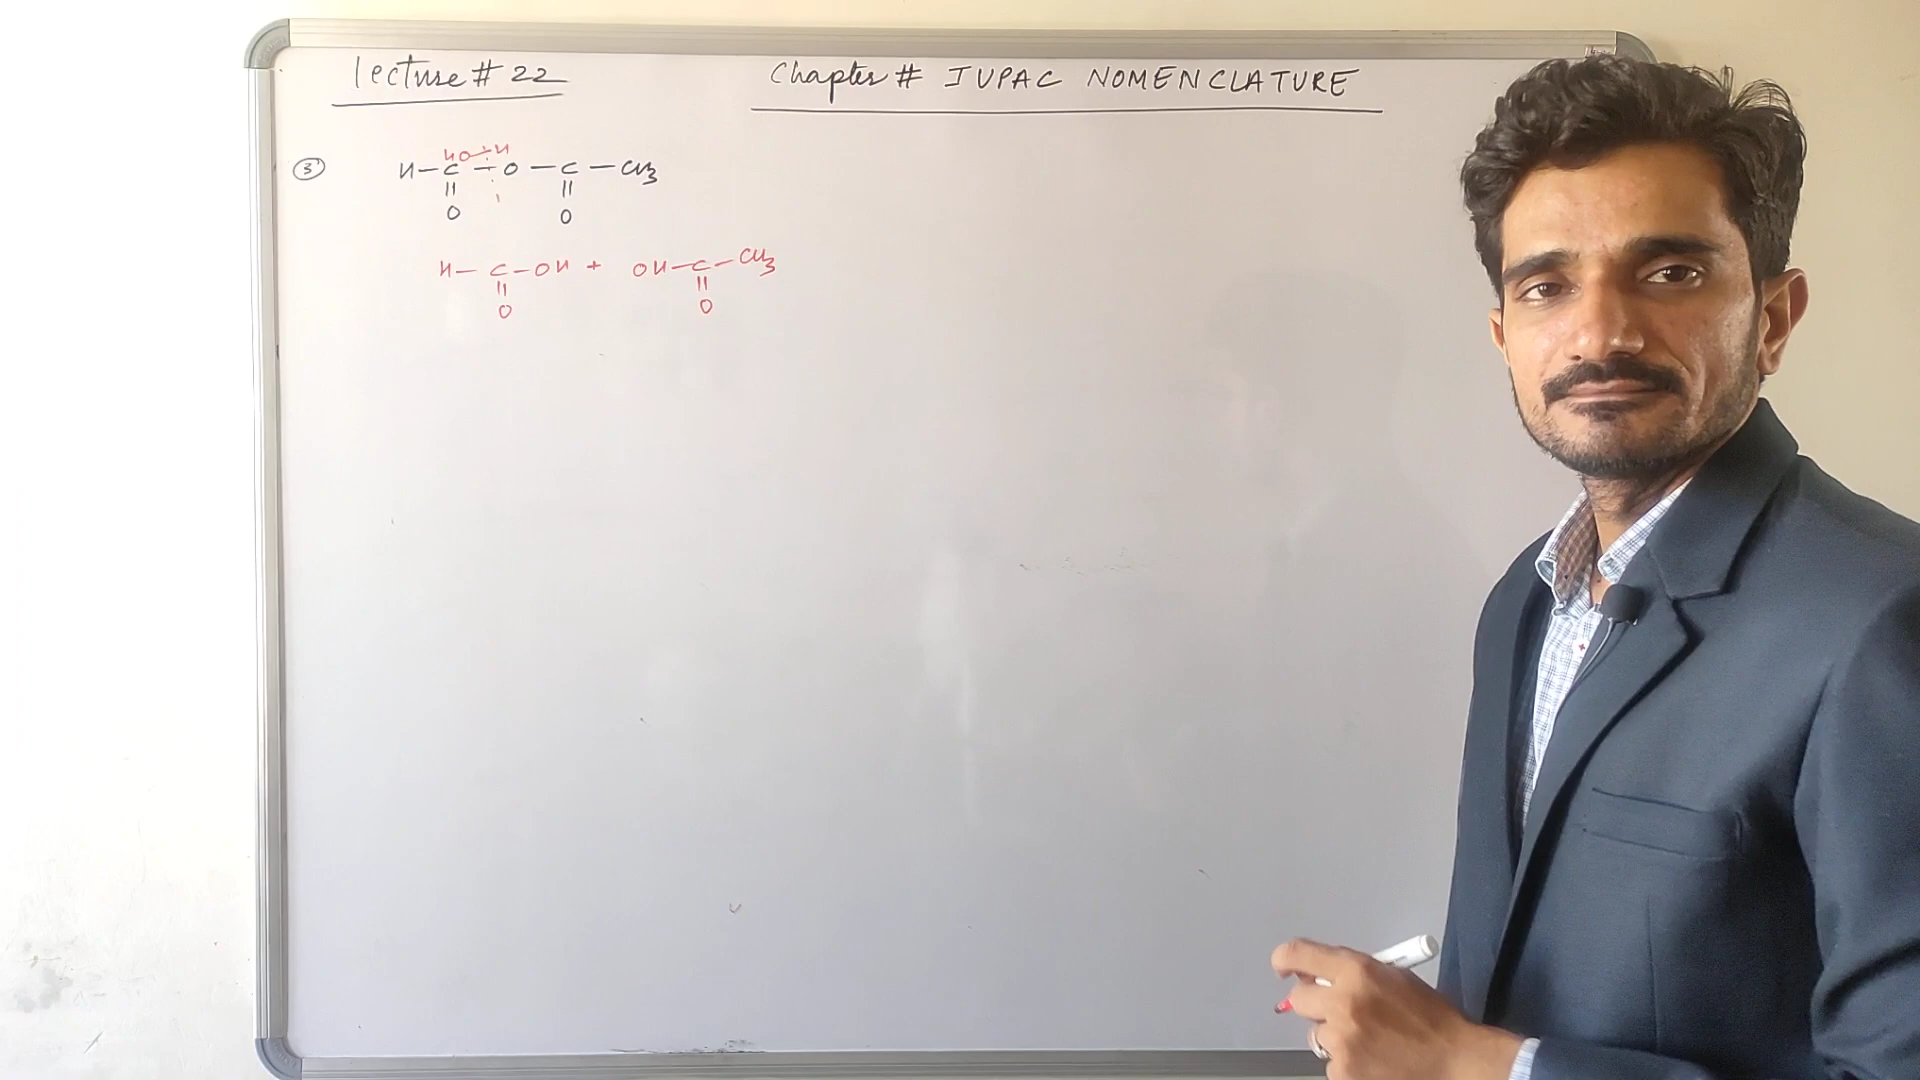 Lecture # 22
Chapter # IUPAC NOMENCLATURE
HO-H
③ H-C-O-C-CH3
|| ||
O O
H-C-OH + OH-C-CH3
|| ||
O O